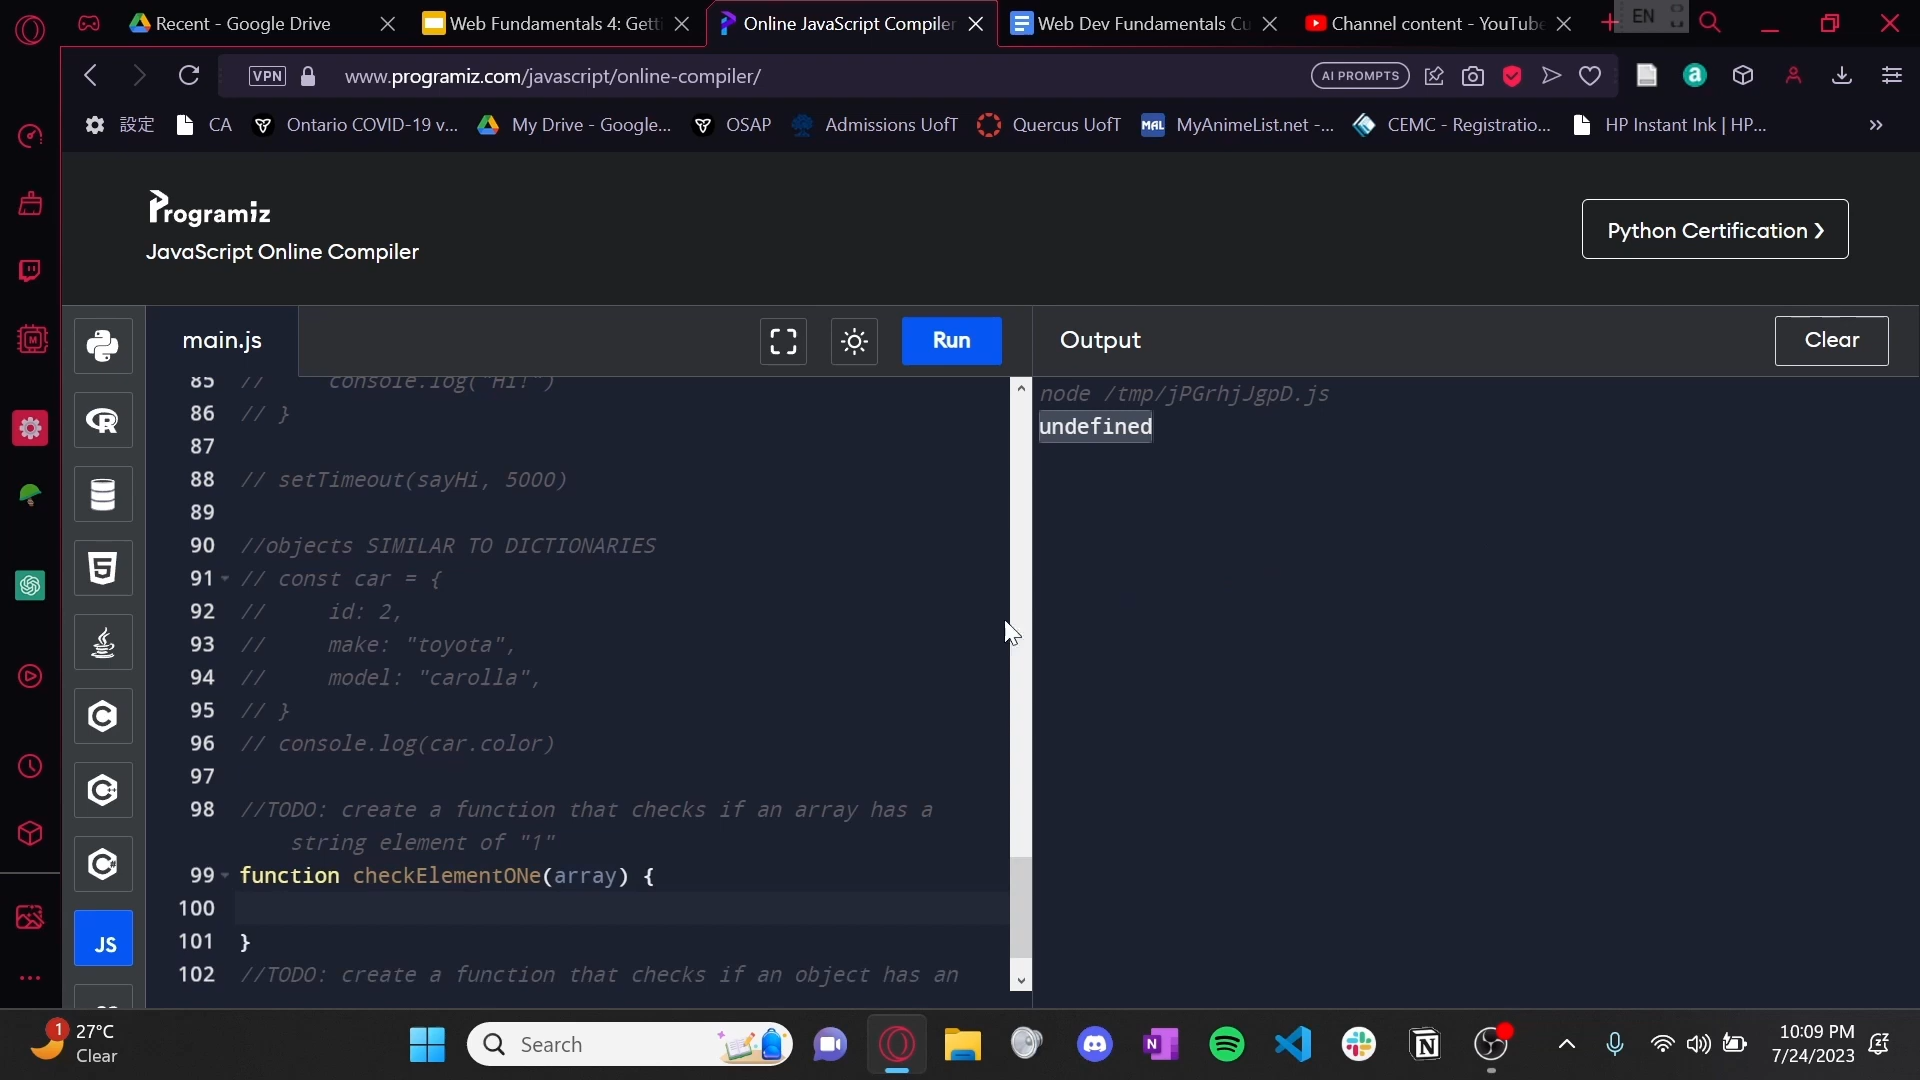 Recent - Google Drive
Web Fundamentals 4: Getti
Online JavaScript Compiler
Web Dev Fundamentals Cu
Channel content - YouTube
EN
VPN
www.programiz.com/javascript/online-compiler/
AI PROMPTS
設定
CA
Ontario COVID-19 v...
My Drive - Google...
OSAP
Admissions UofT
Quercus UofT
MAL
MyAnimeList.net -...
CEMC - Registratio...
HP Instant Ink | HP...
Programiz
JavaScript Online Compiler
Python Certification ❯
main.js
Run
Output
Clear
85 //     console.log("Hi!")
86 // }
87
88 // setTimeout(sayHi, 5000)
89
90 //objects SIMILAR TO DICTIONARIES
91 // const car = {
92 //     id: 2,
93 //     make: "toyota",
94 //     model: "carolla",
95 // }
96 // console.log(car.color)
97
98 //TODO: create a function that checks if an array has a
string element of "1"
99 function checkElementONe(array) {
100
101 }
102 //TODO: create a function that checks if an object has an
node /tmp/jPGrhjJgpD.js
undefined
JS
1
27°C
Clear
Search
10:09 PM
7/24/2023